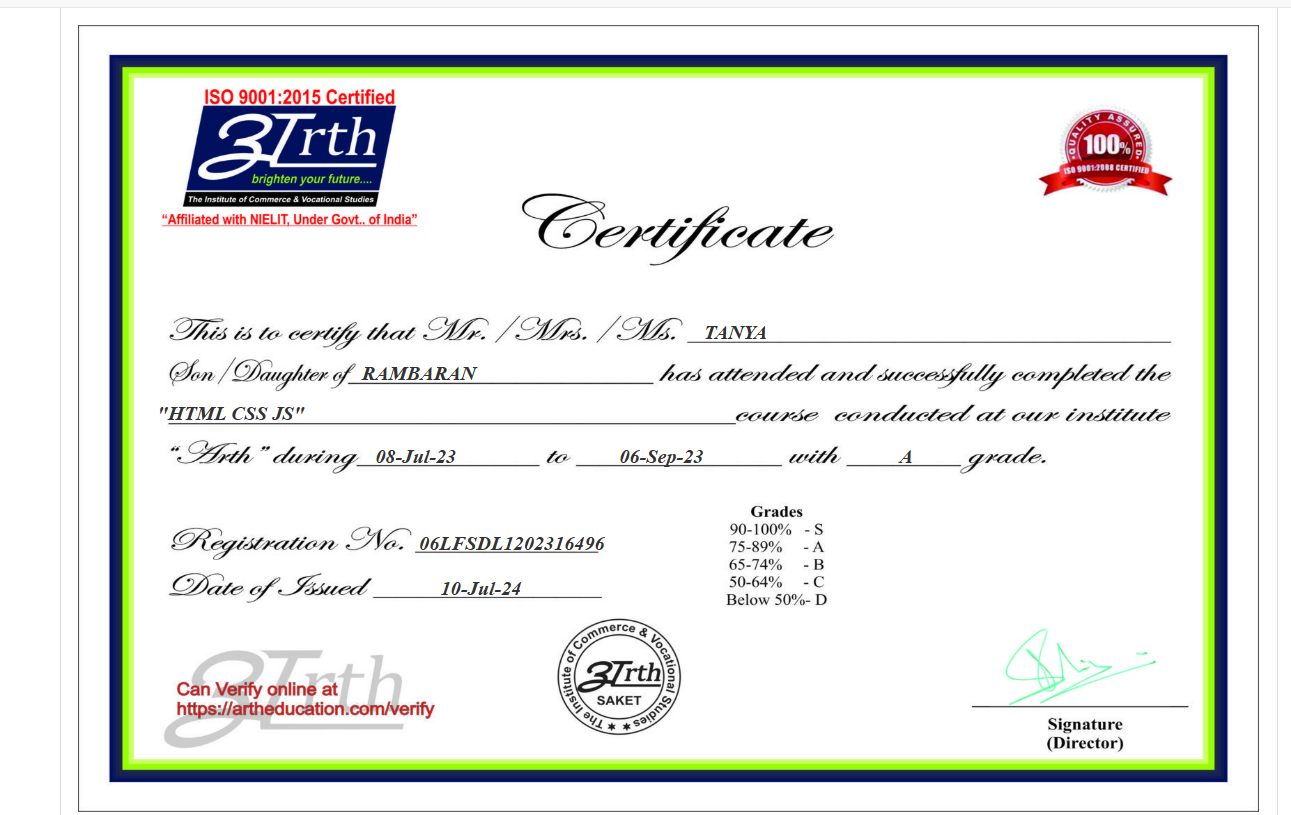 ISO 9001:2015 Certified
Arth
brighten your future....
The Institute of Commerce & Vocational Studies
“Affiliated with NIELIT, Under Govt.. of India”
QUALITY ASSURED
100%
ISO 9001:2008 CERTIFIED
Certificate
This is to certify that Mr. / Mrs. / Ms. TANYA
Son / Daughter of RAMBARAN has attended and successfully completed the
"HTML CSS JS" course conducted at our institute
“Arth” during 08-Jul-23 to 06-Sep-23 with A grade.
Grades
90-100% - S
75-89% - A
65-74% - B
50-64% - C
Below 50%- D
Registration No. 06LFSDL1202316496
Date of Issued 10-Jul-24
Arth
Can Verify online at
https://artheducation.com/verify
The Institute of Commerce & Vocational Studies
Arth
SAKET
Signature
(Director)